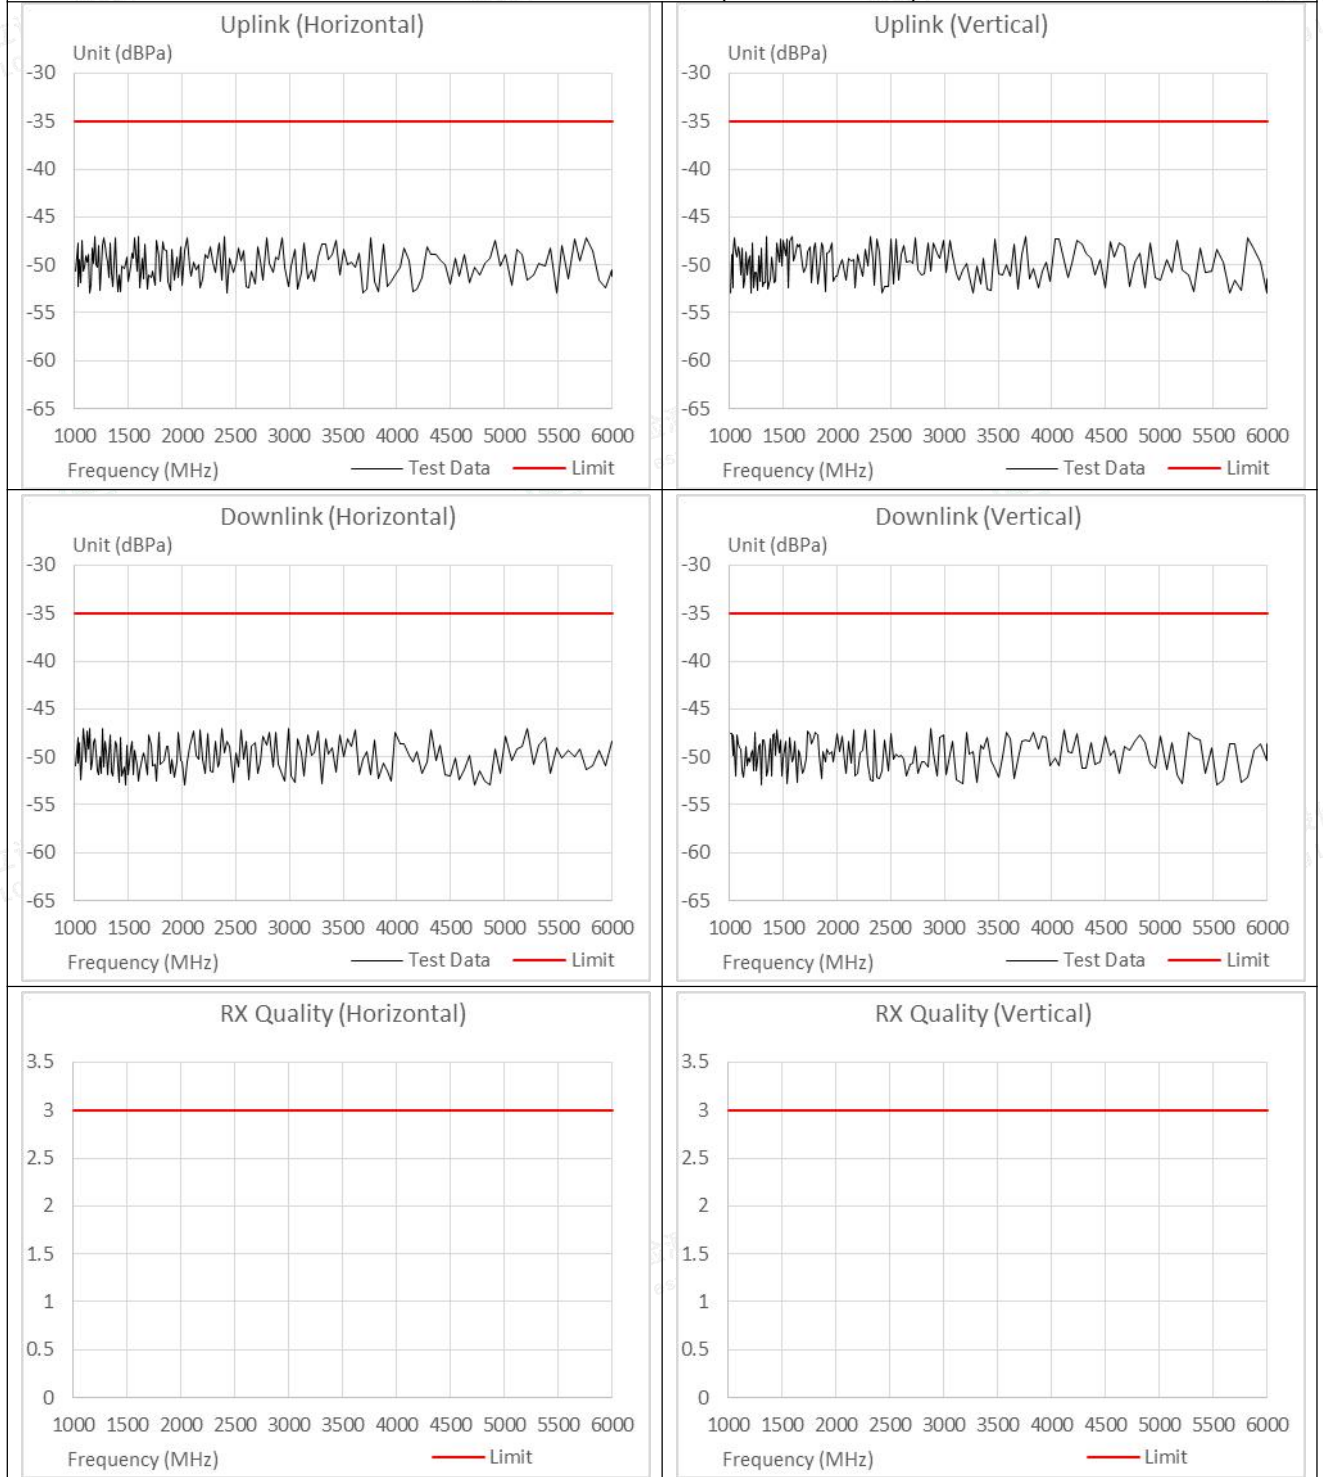 Uplink (Horizontal)
Unit (dBPa)
-30
-35
-40
-45
-50
-55
-60
-65
1000 1500 2000 2500 3000 3500 4000 4500 5000 5500 6000
Frequency (MHz) Test Data Limit
Uplink (Vertical)
Unit (dBPa)
-30
-35
-40
-45
-50
-55
-60
-65
1000 1500 2000 2500 3000 3500 4000 4500 5000 5500 6000
Frequency (MHz) Test Data Limit
Downlink (Horizontal)
Unit (dBPa)
-30
-35
-40
-45
-50
-55
-60
-65
1000 1500 2000 2500 3000 3500 4000 4500 5000 5500 6000
Frequency (MHz) Test Data Limit
Downlink (Vertical)
Unit (dBPa)
-30
-35
-40
-45
-50
-55
-60
-65
1000 1500 2000 2500 3000 3500 4000 4500 5000 5500 6000
Frequency (MHz) Test Data Limit
RX Quality (Horizontal)
3.5
3
2.5
2
1.5
1
0.5
0
1000 1500 2000 2500 3000 3500 4000 4500 5000 5500 6000
Frequency (MHz) Limit
RX Quality (Vertical)
3.5
3
2.5
2
1.5
1
0.5
0
1000 1500 2000 2500 3000 3500 4000 4500 5000 5500 6000
Frequency (MHz) Limit